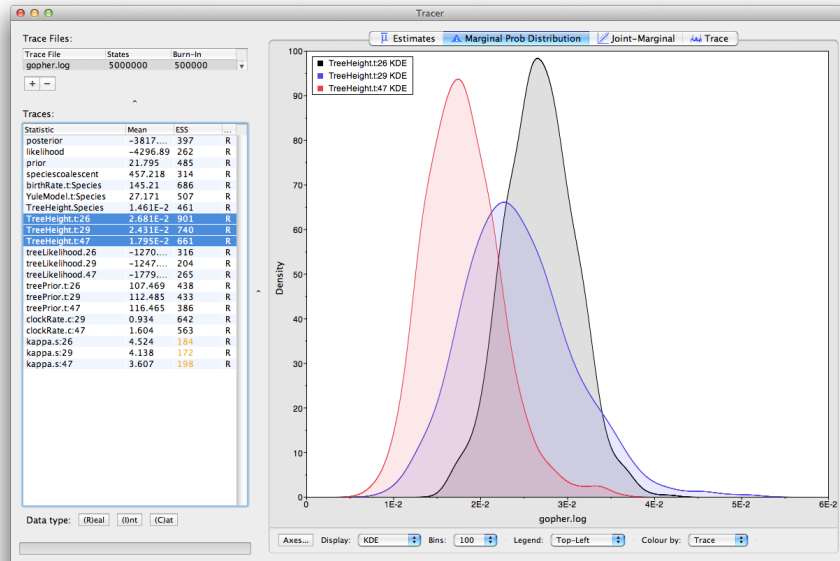 Tracer
Trace Files:
Trace File States Burn-In
gopher.log 5000000 500000
+ −
Traces:
Statistic Mean ESS ...
posterior -3817.... 397 R
likelihood -4296.89 262 R
prior 21.795 485 R
speciescoalescent 457.218 314 R
birthRate.t:Species 145.21 686 R
YuleModel.t:Species 27.171 507 R
TreeHeight.Species 1.461E-2 461 R
TreeHeight.t:26 2.681E-2 901 R
TreeHeight.t:29 2.431E-2 740 R
TreeHeight.t:47 1.795E-2 661 R
treeLikelihood.26 -1270.... 316 R
treeLikelihood.29 -1247.... 204 R
treeLikelihood.47 -1779.... 265 R
treePrior.t:26 107.469 438 R
treePrior.t:29 112.485 433 R
treePrior.t:47 116.465 386 R
clockRate.c:29 0.934 642 R
clockRate.c:47 1.604 563 R
kappa.s:26 4.524 184 R
kappa.s:29 4.138 172 R
kappa.s:47 3.607 198 R
Data type: (R)eal (I)nt (C)at
Estimates Marginal Prob Distribution Joint-Marginal Trace
TreeHeight.t:26 KDE
TreeHeight.t:29 KDE
TreeHeight.t:47 KDE
100
90
80
70
60
50
40
30
20
10
0
Density
0 1E-2 2E-2 3E-2 4E-2 5E-2 6E-2
gopher.log
Axes... Display: KDE Bins: 100 Legend: Top-Left Colour by: Trace